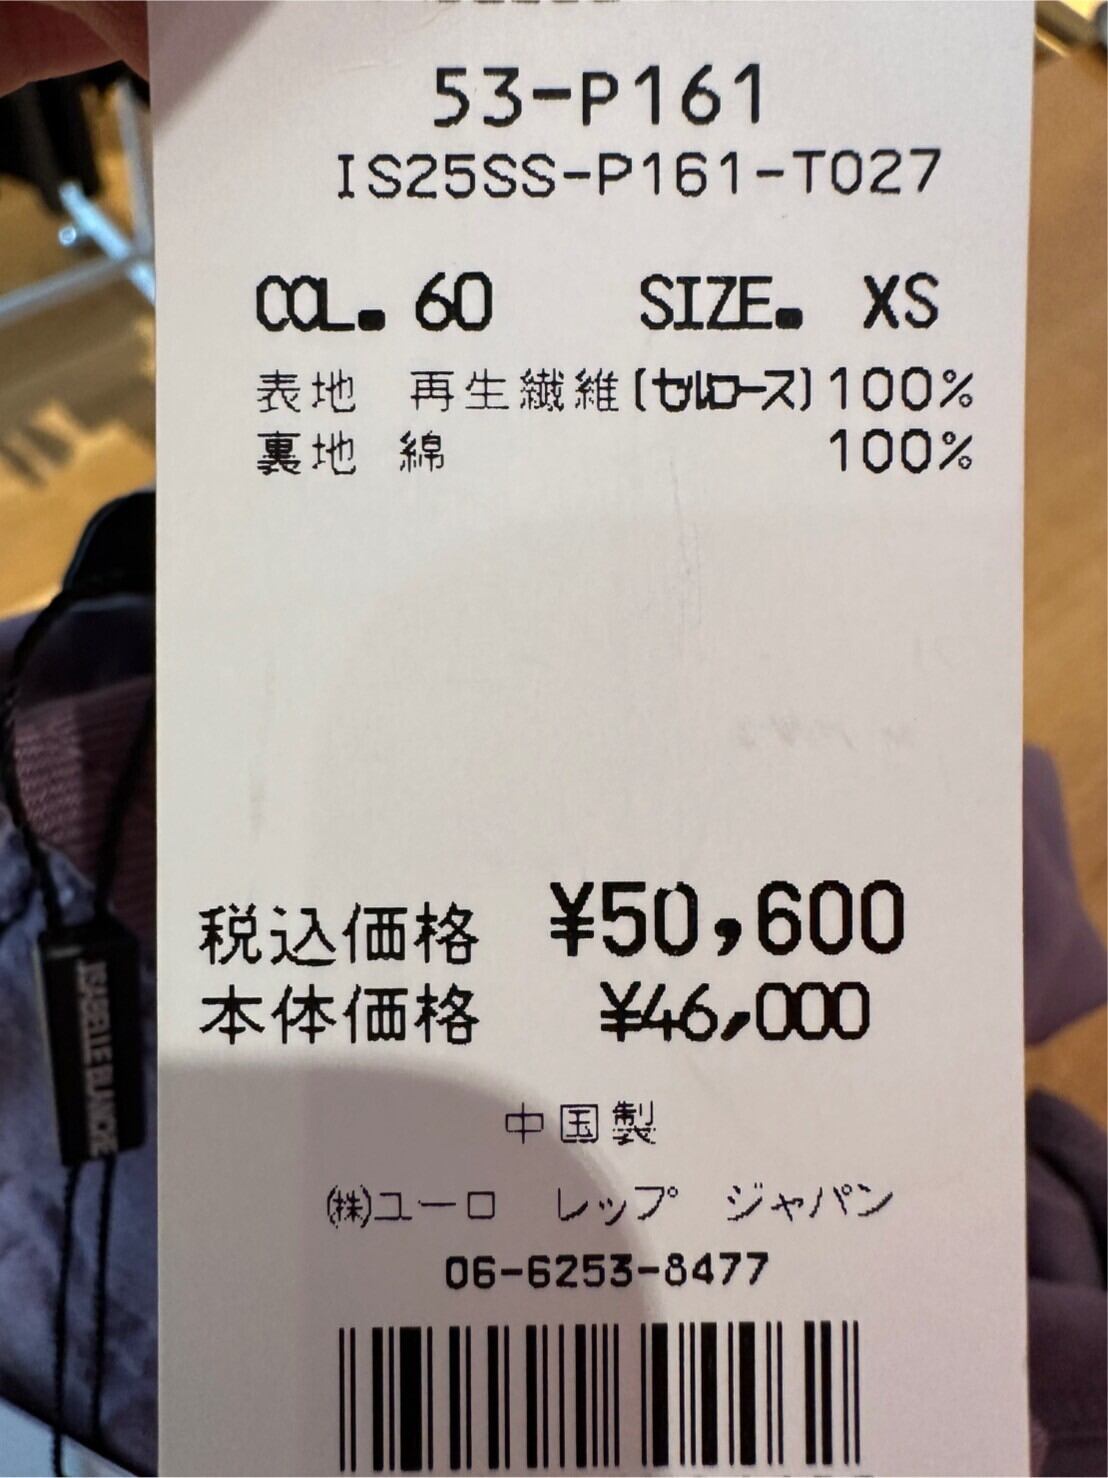 53-P161
IS25SS-P161-T027
COL. 60 SIZE. XS
表地 再生繊維(セルロース)100%
裏地 綿 100%
税込価格 ¥50,600
本体価格 ¥46,000
中国製
㈱ユーロ レップ ジャパン
06-6253-8477
ISABELLE BLANCHE